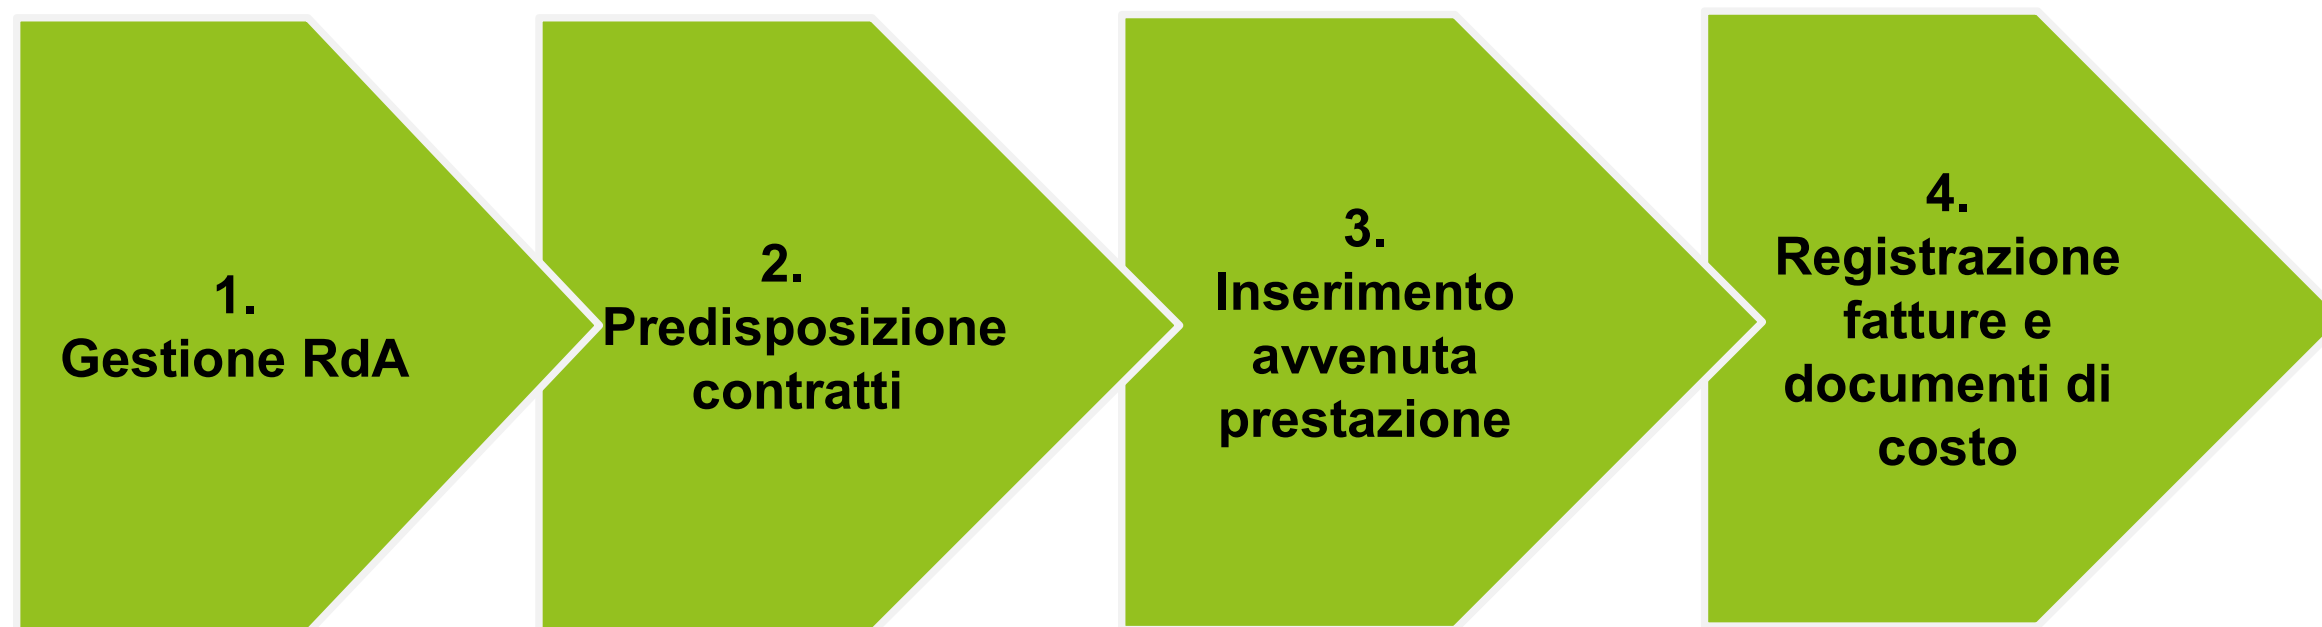 1.
Gestione RdA
2.
Predisposizione
contratti
3.
Inserimento
avvenuta
prestazione
4.
Registrazione
fatture e
documenti di
costo